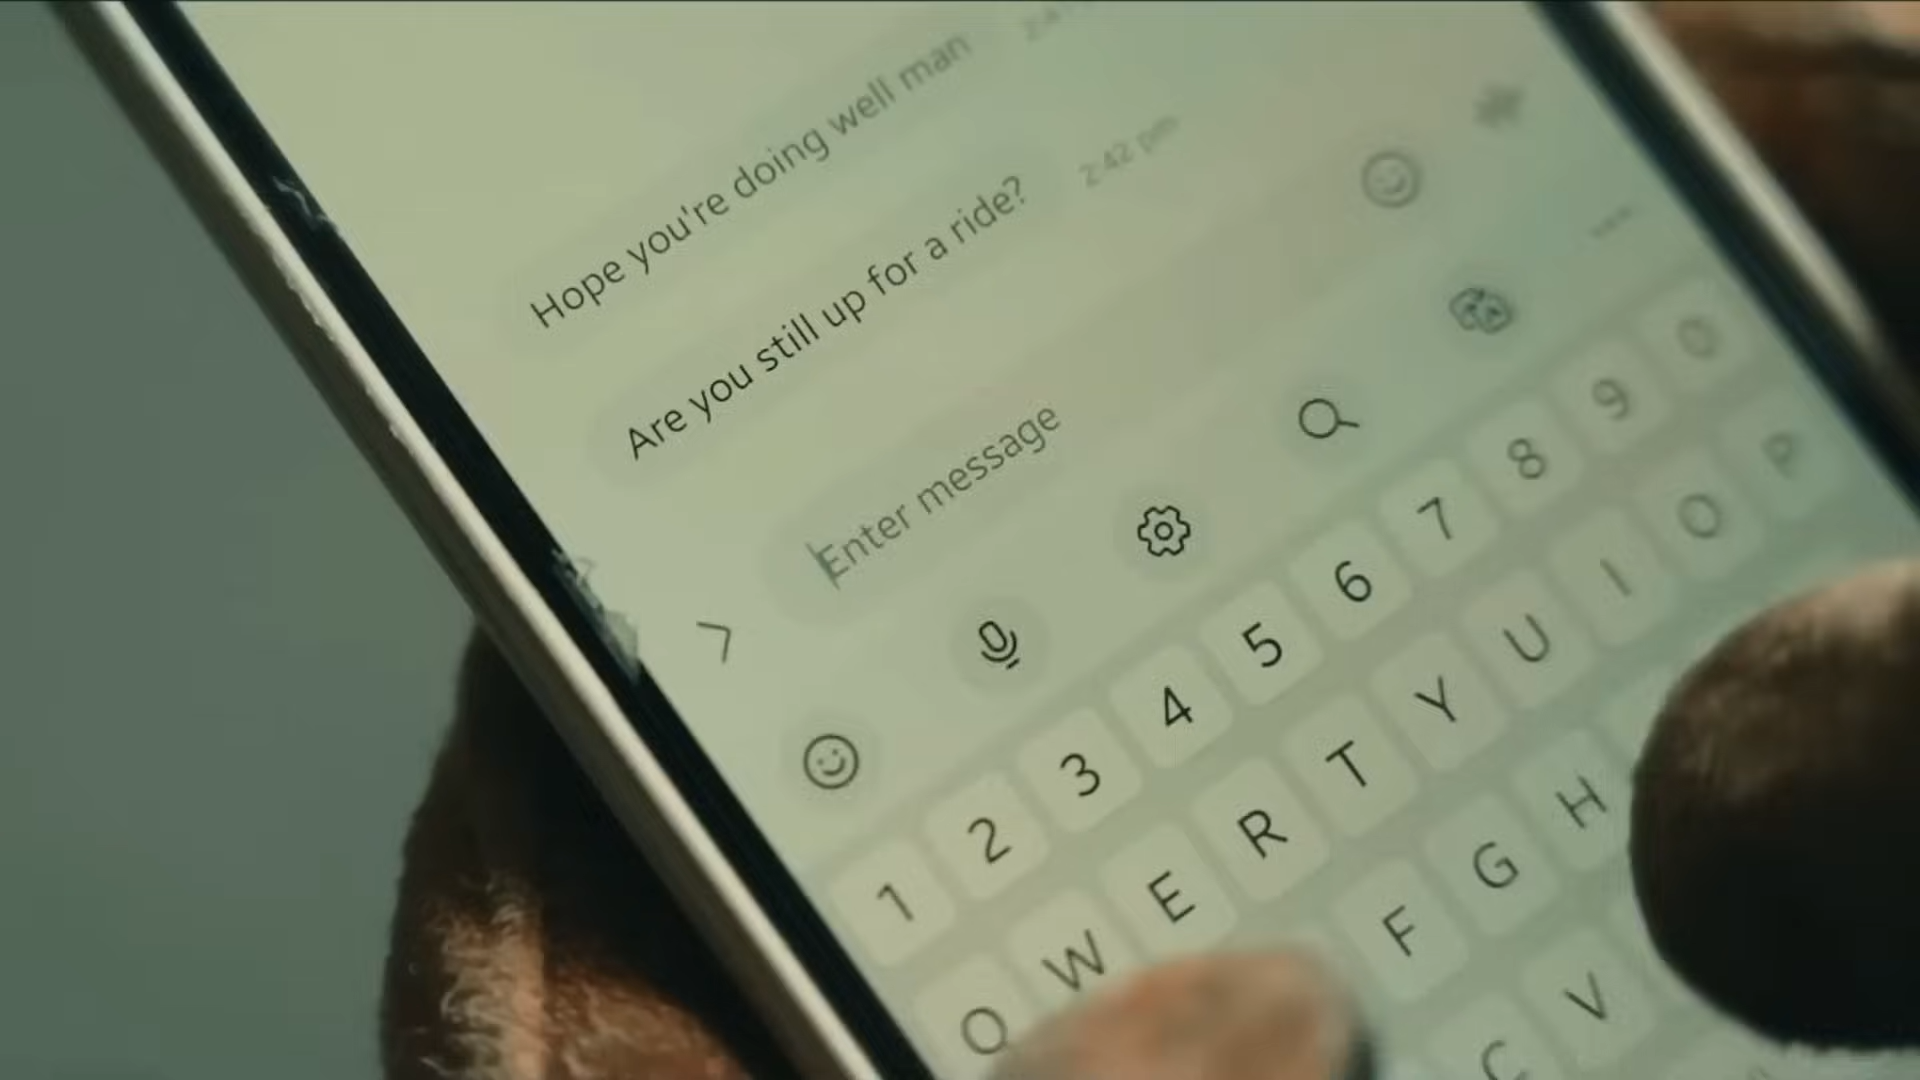 Hope you're doing well man
Are you still up for a ride? 2:42 pm
Enter message
1 2 3 4 5 6 7 8 9 0
Q W E R T Y U I O P
F G H
C V